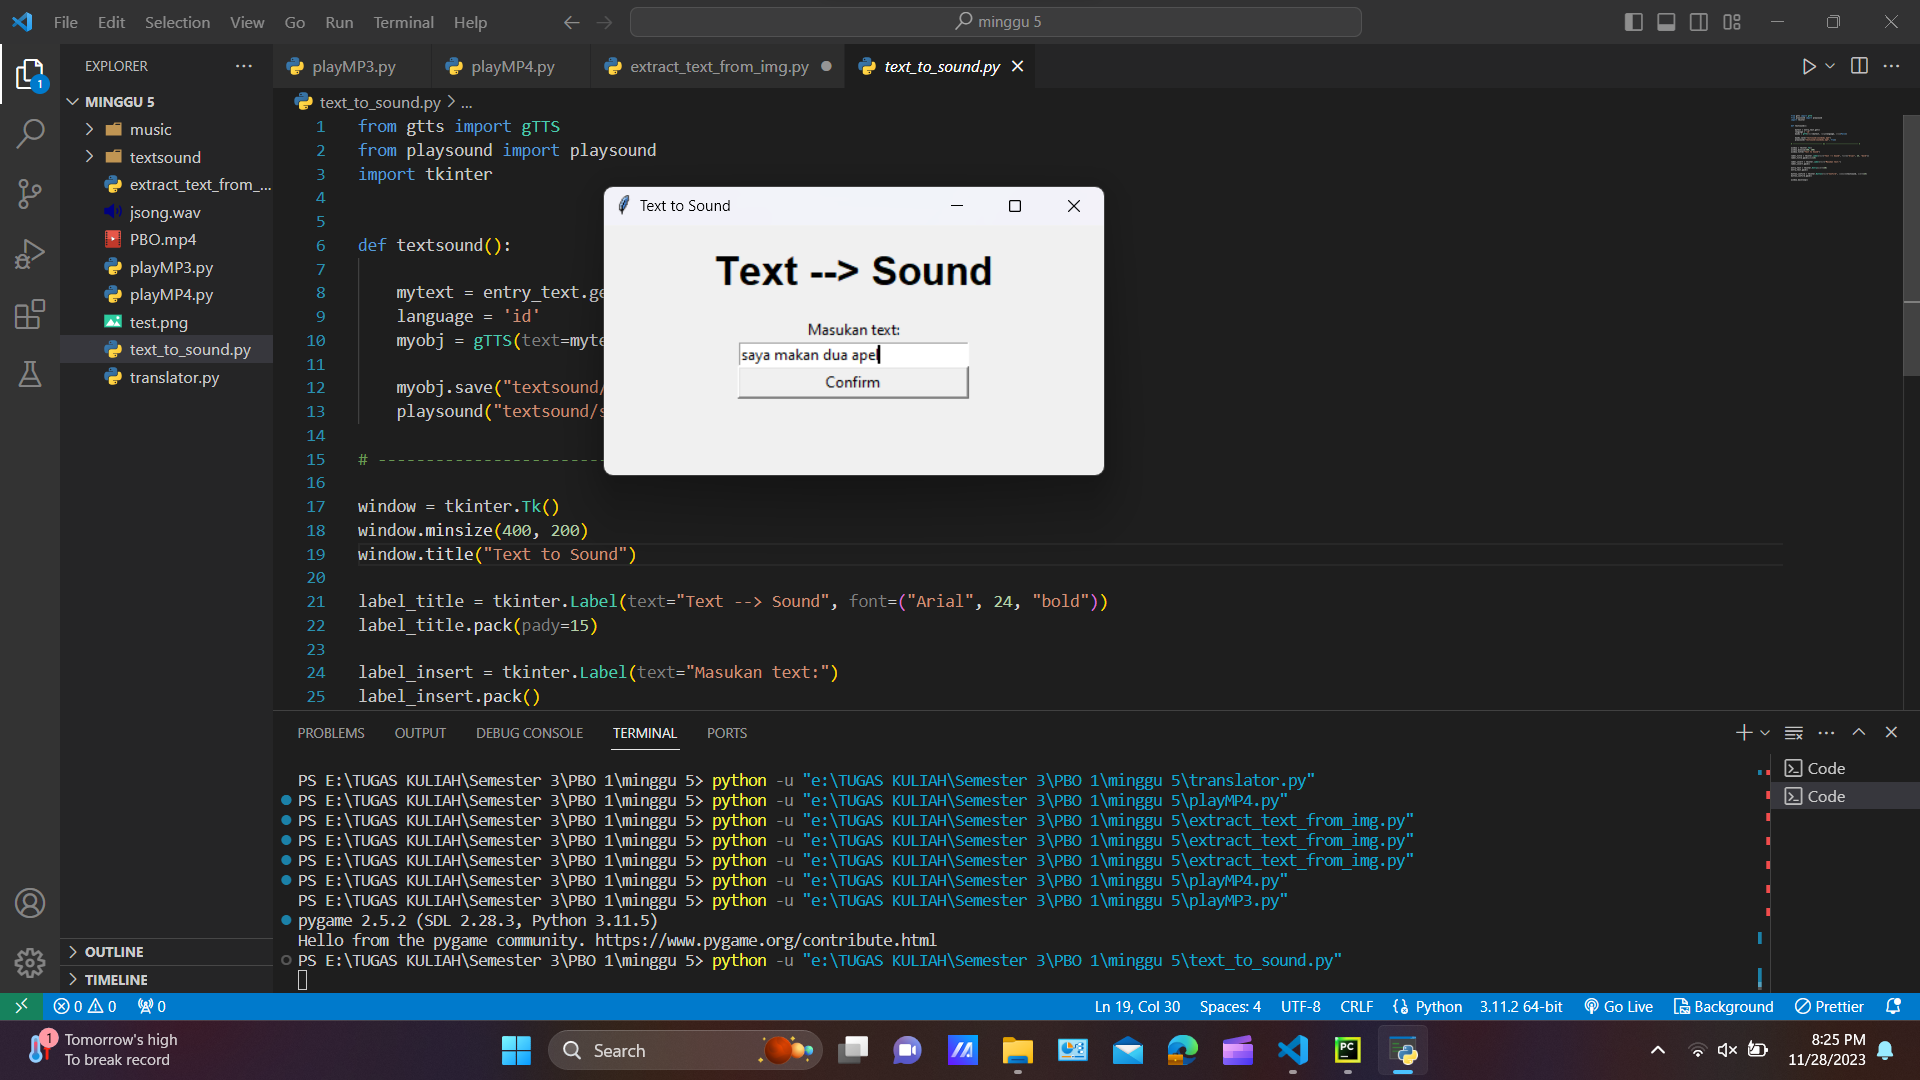 File Edit Selection View Go Run Terminal Help
minggu 5
EXPLORER
playMP3.py
playMP4.py
extract_text_from_img.py
text_to_sound.py
1
MINGGU 5
music
textsound
extract_text_from_...
jsong.wav
PBO.mp4
playMP3.py
playMP4.py
test.png
text_to_sound.py
translator.py
OUTLINE
TIMELINE
text_to_sound.py > ...
1 from gtts import gTTS
2 from playsound import playsound
3 import tkinter
4
5
6 def textsound():
7
8 mytext = entry_text.ge
9 language = 'id'
10 myobj = gTTS(text=myte
11
12 myobj.save("textsound/
13 playsound("textsound/s
14
15 # ------------------------
16
17 window = tkinter.Tk()
18 window.minsize(400, 200)
19 window.title("Text to Sound")
20
21 label_title = tkinter.Label(text="Text --> Sound", font=("Arial", 24, "bold"))
22 label_title.pack(pady=15)
23
24 label_insert = tkinter.Label(text="Masukan text:")
25 label_insert.pack()
Text to Sound
Text --> Sound
Masukan text:
saya makan dua apel
Confirm
PROBLEMS OUTPUT DEBUG CONSOLE TERMINAL PORTS
PS E:\TUGAS KULIAH\Semester 3\PBO 1\minggu 5> python -u "e:\TUGAS KULIAH\Semester 3\PBO 1\minggu 5\translator.py"
PS E:\TUGAS KULIAH\Semester 3\PBO 1\minggu 5> python -u "e:\TUGAS KULIAH\Semester 3\PBO 1\minggu 5\playMP4.py"
PS E:\TUGAS KULIAH\Semester 3\PBO 1\minggu 5> python -u "e:\TUGAS KULIAH\Semester 3\PBO 1\minggu 5\extract_text_from_img.py"
PS E:\TUGAS KULIAH\Semester 3\PBO 1\minggu 5> python -u "e:\TUGAS KULIAH\Semester 3\PBO 1\minggu 5\extract_text_from_img.py"
PS E:\TUGAS KULIAH\Semester 3\PBO 1\minggu 5> python -u "e:\TUGAS KULIAH\Semester 3\PBO 1\minggu 5\extract_text_from_img.py"
PS E:\TUGAS KULIAH\Semester 3\PBO 1\minggu 5> python -u "e:\TUGAS KULIAH\Semester 3\PBO 1\minggu 5\playMP4.py"
PS E:\TUGAS KULIAH\Semester 3\PBO 1\minggu 5> python -u "e:\TUGAS KULIAH\Semester 3\PBO 1\minggu 5\playMP3.py"
pygame 2.5.2 (SDL 2.28.3, Python 3.11.5)
Hello from the pygame community. https://www.pygame.org/contribute.html
PS E:\TUGAS KULIAH\Semester 3\PBO 1\minggu 5> python -u "e:\TUGAS KULIAH\Semester 3\PBO 1\minggu 5\text_to_sound.py"
Code
Code
0 0 0
Ln 19, Col 30 Spaces: 4 UTF-8 CRLF Python 3.11.2 64-bit Go Live Background Prettier
1
Tomorrow's high
To break record
Search
PC
8:25 PM
11/28/2023